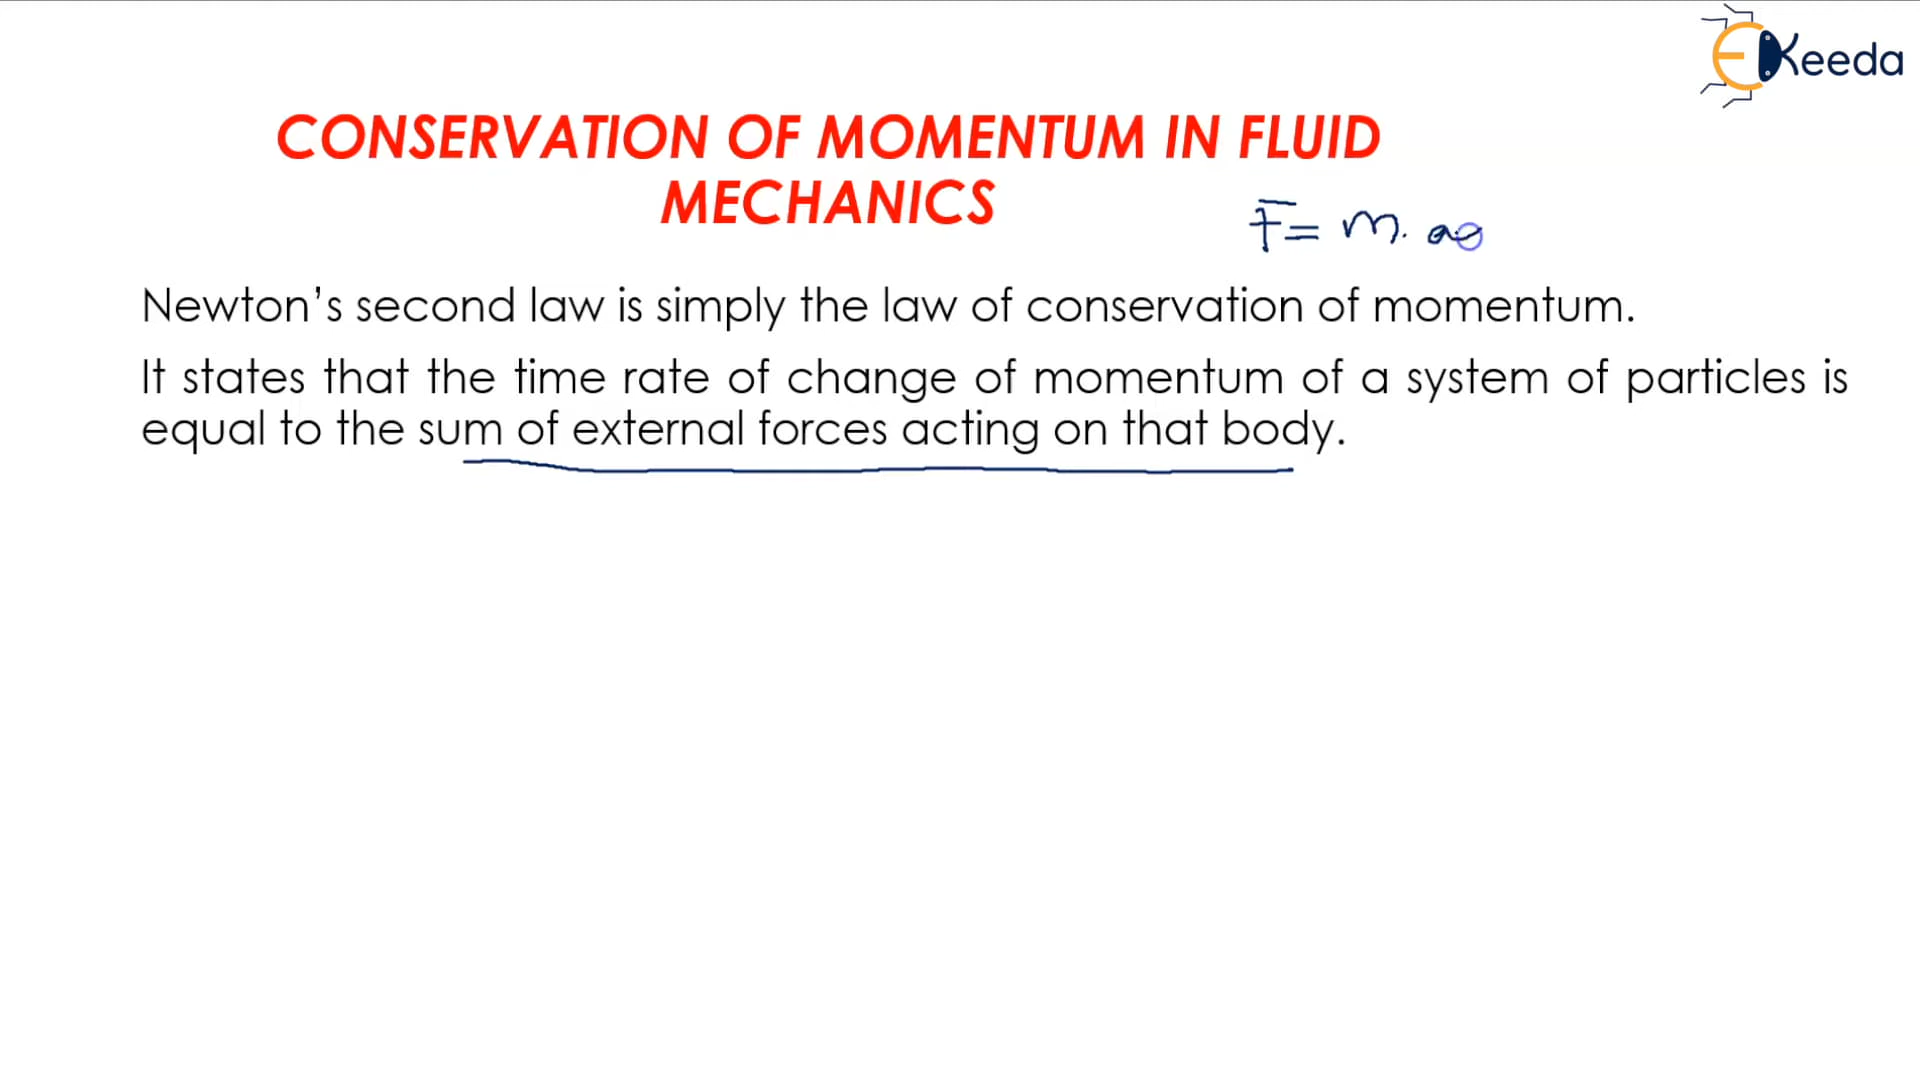 EKeeda
CONSERVATION OF MOMENTUM IN FLUID
MECHANICS
F = m. a
Newton's second law is simply the law of conservation of momentum.
It states that the time rate of change of momentum of a system of particles is
equal to the sum of external forces acting on that body.